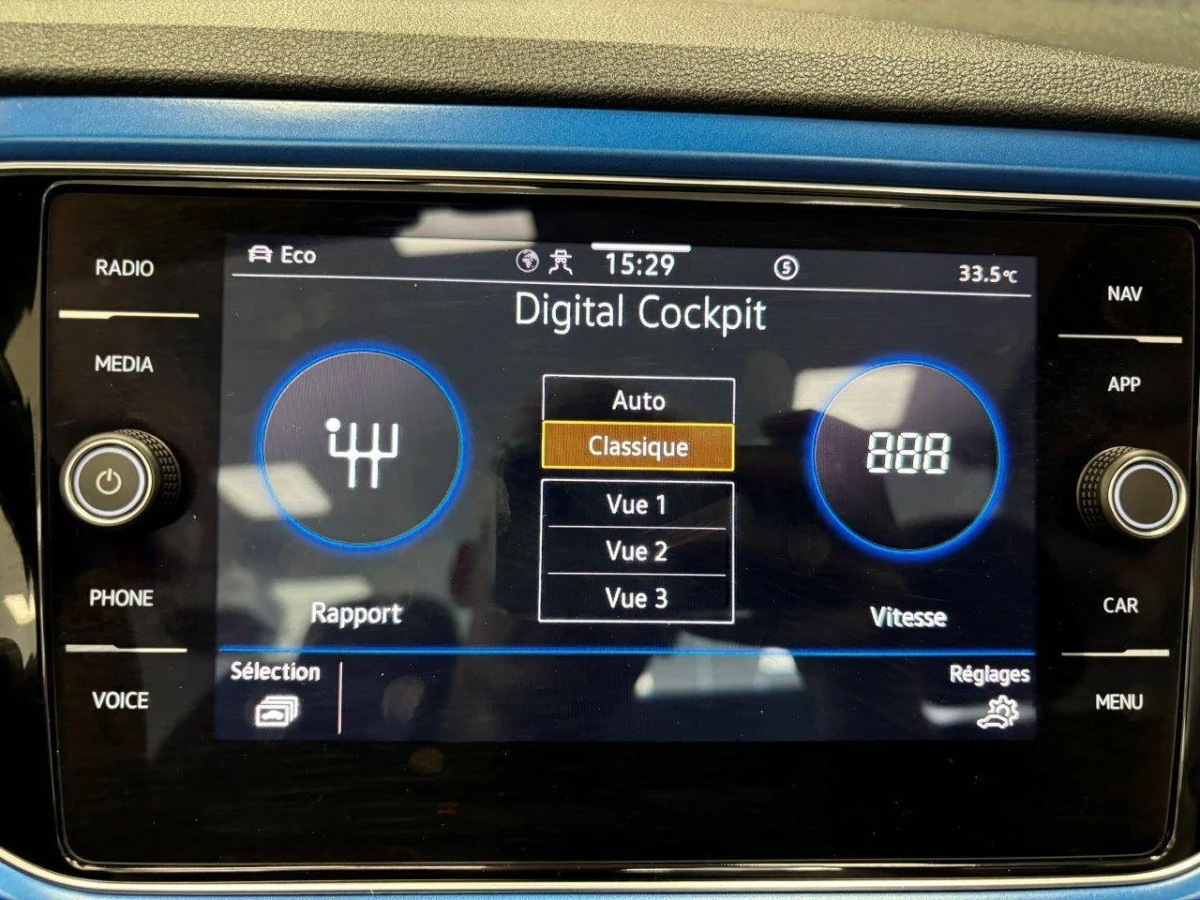 RADIO
MEDIA
PHONE
VOICE
Eco
15:29
5
33.5°C
Digital Cockpit
Auto
Classique
Vue 1
Vue 2
Vue 3
888
Rapport
Vitesse
Sélection
Réglages
NAV
APP
CAR
MENU